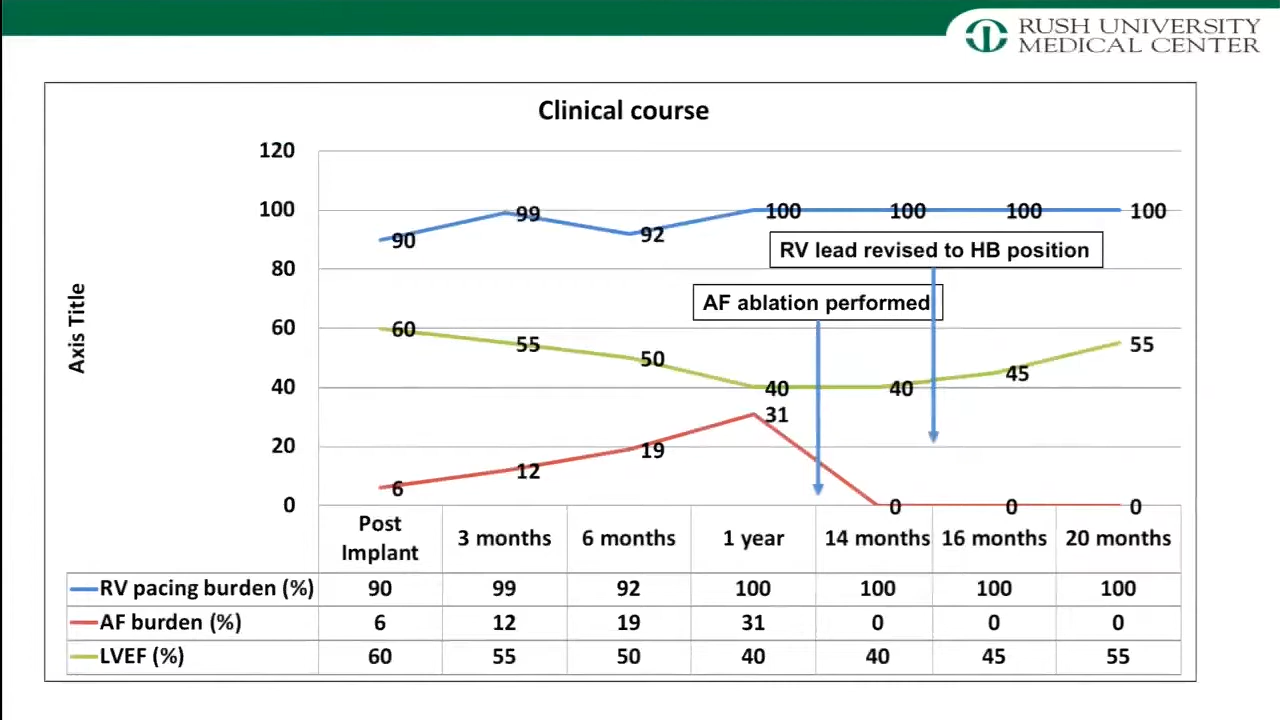 RUSH UNIVERSITY
MEDICAL CENTER
Clinical course
120
100
80
60
40
20
0
Axis Title
90
99
92
100
100
100
100
RV lead revised to HB position
AF ablation performed
60
55
50
40
40
45
55
6
12
19
31
0
0
0
Post Implant 3 months 6 months 1 year 14 months 16 months 20 months
RV pacing burden (%) 90 99 92 100 100 100 100
AF burden (%) 6 12 19 31 0 0 0
LVEF (%) 60 55 50 40 40 45 55